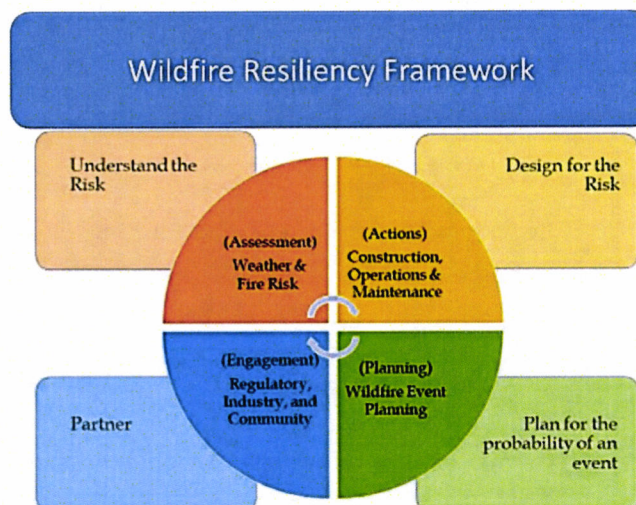 Wildfire Resiliency Framework
Understand the
Risk
Design for the
Risk
(Assessment)
Weather &
Fire Risk
(Actions)
Construction,
Operations &
Maintenance
(Engagement)
Regulatory,
Industry, and
Community
(Planning)
Wildfire Event
Planning
Partner
Plan for the
probability of an
event